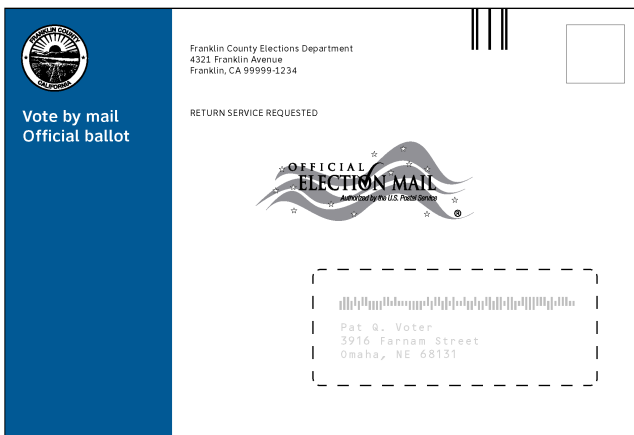 FRANKLIN COUNTY
CALIFORNIA
Vote by mail
Official ballot
Franklin County Elections Department
4321 Franklin Avenue
Franklin, CA 99999-1234
RETURN SERVICE REQUESTED
OFFICIAL
ELECTION MAIL
Authorized by the U.S. Postal Service
®
Pat Q. Voter
3916 Farnam Street
Omaha, NE 68131